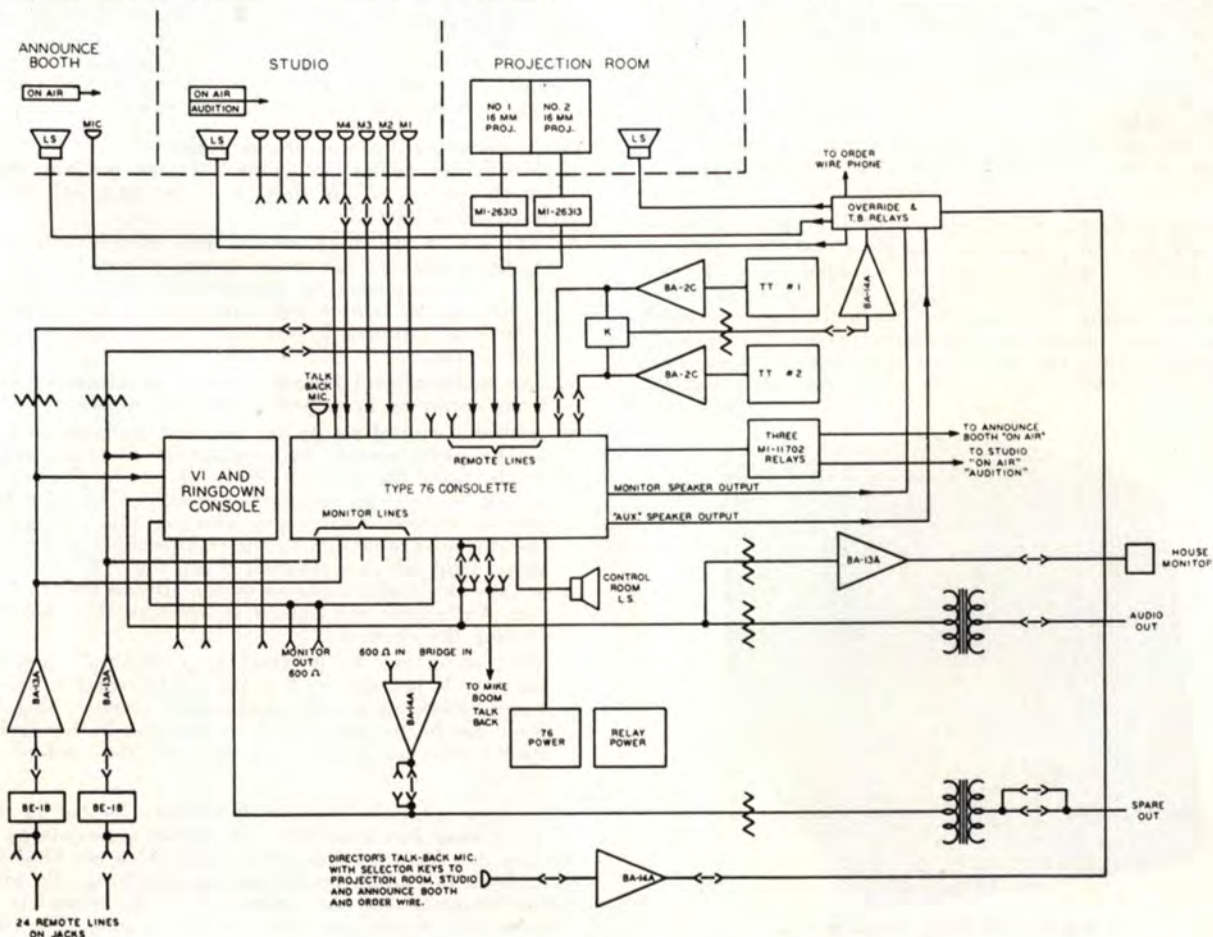 ANNOUNCE
BOOTH
ON AIR
LS
MIC
STUDIO
ON AIR
AUDITION
LS
M4 M3 M2 M1
PROJECTION ROOM
NO. 1
16 MM
PROJ.
NO. 2
16 MM
PROJ.
LS
MI-26313
MI-26313
TO ORDER
WIRE PHONE
OVERRIDE &
T.B. RELAYS
BA-14A
BA-2C
TT #1
K
BA-2C
TT #2
TALK
BACK
MIC.
REMOTE LINES
TYPE 76 CONSOLETTE
MONITOR LINES
VI AND
RINGDOWN
CONSOLE
THREE
MI-11702
RELAYS
TO ANNOUNCE
BOOTH "ON AIR"
TO STUDIO
"ON AIR"
"AUDITION"
MONITOR SPEAKER OUTPUT
"AUX." SPEAKER OUTPUT
BA-13A
HOUSE
MONITOR
CONTROL
ROOM
L.S.
AUDIO
OUT
MONITOR
OUT
600 Ω
600 Ω IN
BRIDGE IN
BA-14A
TO MIKE
BOOM
TALK
BACK
76
POWER
RELAY
POWER
BA-13A
BA-13A
BE-1B
BE-1B
24 REMOTE LINES
ON JACKS
SPARE
OUT
DIRECTOR'S TALK-BACK MIC.
WITH SELECTOR KEYS TO
PROJECTION ROOM, STUDIO
AND ANNOUNCE BOOTH
AND ORDER WIRE.
BA-14A